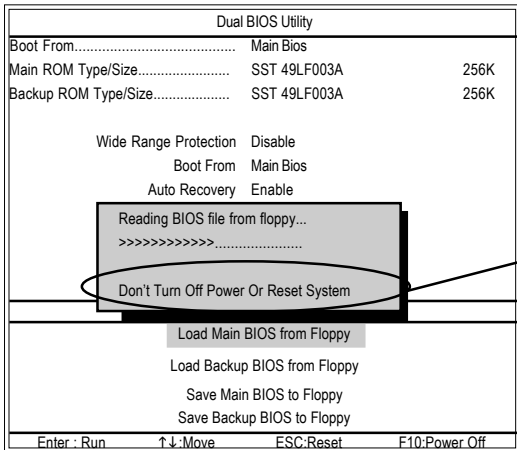 Dual BIOS Utility
Boot From........................................ Main Bios
Main ROM Type/Size......................... SST 49LF003A 256K
Backup ROM Type/Size.................... SST 49LF003A 256K
Wide Range Protection Disable
Boot From Main Bios
Auto Recovery Enable
Reading BIOS file from floppy...
>>>>>>>>>>>>......................
Don't Turn Off Power Or Reset System
Load Main BIOS from Floppy
Load Backup BIOS from Floppy
Save Main BIOS to Floppy
Save Backup BIOS to Floppy
Enter : Run ↑↓:Move ESC:Reset F10:Power Off